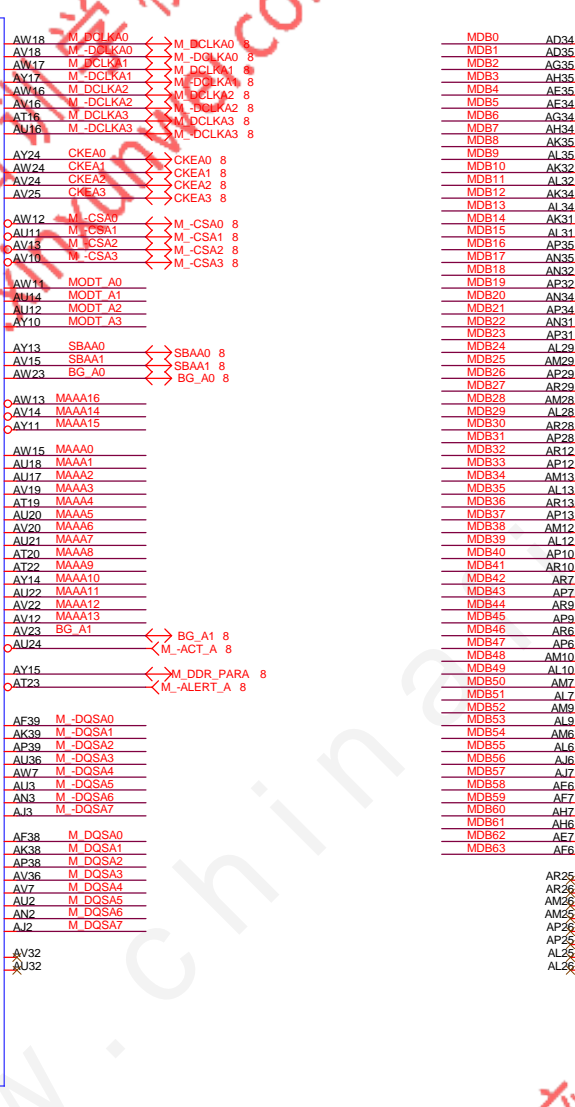 AW18 M_DCLKA0 M_DCLKA0 8
AV18 M_-DCLKA0 M_-DCLKA0 8
AW17 M_DCLKA1 M_DCLKA1 8
AY17 M_-DCLKA1 M_-DCLKA1 8
AW16 M_DCLKA2 M_DCLKA2 8
AV16 M_-DCLKA2 M_-DCLKA2 8
AT16 M_DCLKA3 M_DCLKA3 8
AU16 M_-DCLKA3 M_-DCLKA3 8
AY24 CKEA0 CKEA0 8
AW24 CKEA1 CKEA1 8
AV24 CKEA2 CKEA2 8
AV25 CKEA3 CKEA3 8
AW12 M_-CSA0 M_-CSA0 8
AU11 M_-CSA1 M_-CSA1 8
AV13 M_-CSA2 M_-CSA2 8
AV10 M_-CSA3 M_-CSA3 8
AW11 MODT_A0
AU14 MODT_A1
AU12 MODT_A2
AY10 MODT_A3
AY13 SBAA0 SBAA0 8
AV15 SBAA1 SBAA1 8
AW23 BG_A0 BG_A0 8
AW13 MAAA16
AV14 MAAA14
AY11 MAAA15
AW15 MAAA0
AU18 MAAA1
AU17 MAAA2
AV19 MAAA3
AT19 MAAA4
AU20 MAAA5
AV20 MAAA6
AU21 MAAA7
AT20 MAAA8
AT22 MAAA9
AY14 MAAA10
AU22 MAAA11
AV22 MAAA12
AV12 MAAA13
AV23 BG_A1 BG_A1 8
AU24 M_-ACT_A 8
AY15 M_DDR_PARA 8
AT23 M_-ALERT_A 8
AF39 M_-DQSA0
AK39 M_-DQSA1
AP39 M_-DQSA2
AU36 M_-DQSA3
AW7 M_-DQSA4
AU3 M_-DQSA5
AN3 M_-DQSA6
AJ3 M_-DQSA7
AF38 M_DQSA0
AK38 M_DQSA1
AP38 M_DQSA2
AV36 M_DQSA3
AV7 M_DQSA4
AU2 M_DQSA5
AN2 M_DQSA6
AJ2 M_DQSA7
AV32
AU32
MDB0 AD34
MDB1 AD35
MDB2 AG35
MDB3 AH35
MDB4 AE35
MDB5 AE34
MDB6 AG34
MDB7 AH34
MDB8 AK35
MDB9 AL35
MDB10 AK32
MDB11 AL32
MDB12 AK34
MDB13 AL34
MDB14 AK31
MDB15 AL31
MDB16 AP35
MDB17 AN35
MDB18 AN32
MDB19 AP32
MDB20 AN34
MDB21 AP34
MDB22 AN31
MDB23 AP31
MDB24 AL29
MDB25 AM29
MDB26 AP29
MDB27 AR29
MDB28 AM28
MDB29 AL28
MDB30 AR28
MDB31 AP28
MDB32 AR12
MDB33 AP12
MDB34 AM13
MDB35 AL13
MDB36 AR13
MDB37 AP13
MDB38 AM12
MDB39 AL12
MDB40 AP10
MDB41 AR10
MDB42 AR7
MDB43 AP7
MDB44 AR9
MDB45 AP9
MDB46 AR6
MDB47 AP6
MDB48 AM10
MDB49 AL10
MDB50 AM7
MDB51 AL7
MDB52 AM9
MDB53 AL9
MDB54 AM6
MDB55 AL6
MDB56 AJ6
MDB57 AJ7
MDB58 AE6
MDB59 AF7
MDB60 AH7
MDB61 AH6
MDB62 AE7
MDB63 AF6
AR25
AR26
AM26
AM25
AP26
AP25
AL25
AL26